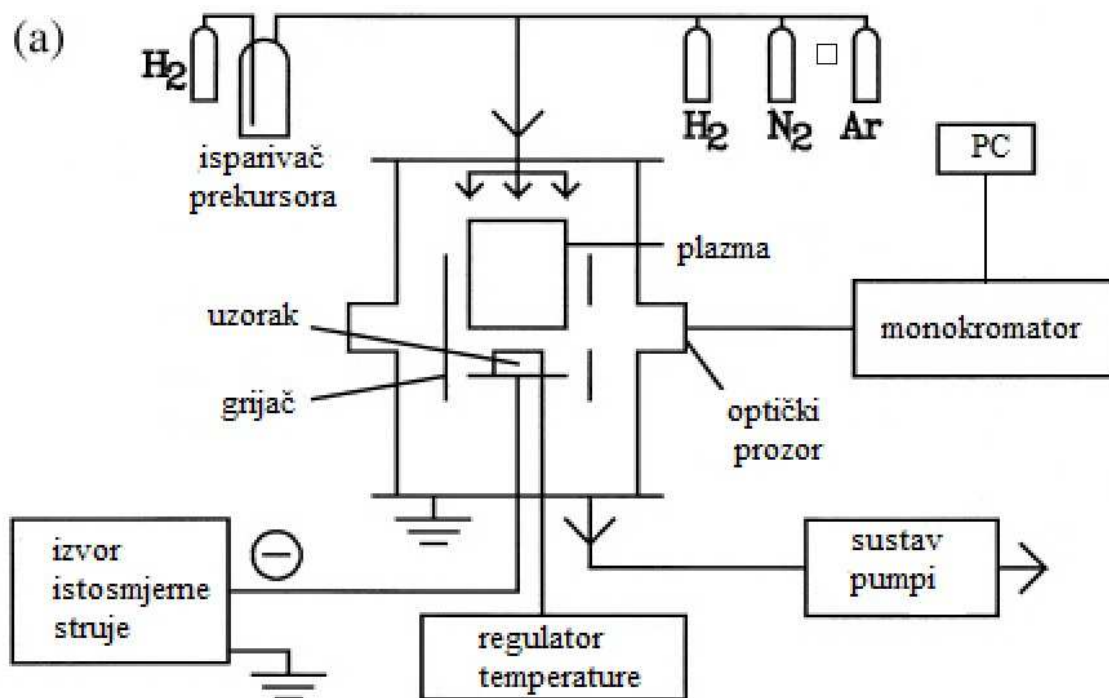 (a)
H2
isparivač
prekursora
H2 N2 Ar
PC
plazma
uzorak
monokromator
grijač
optički
prozor
izvor
istosmjerne
struje
−
sustav
pumpi
regulator
temperature